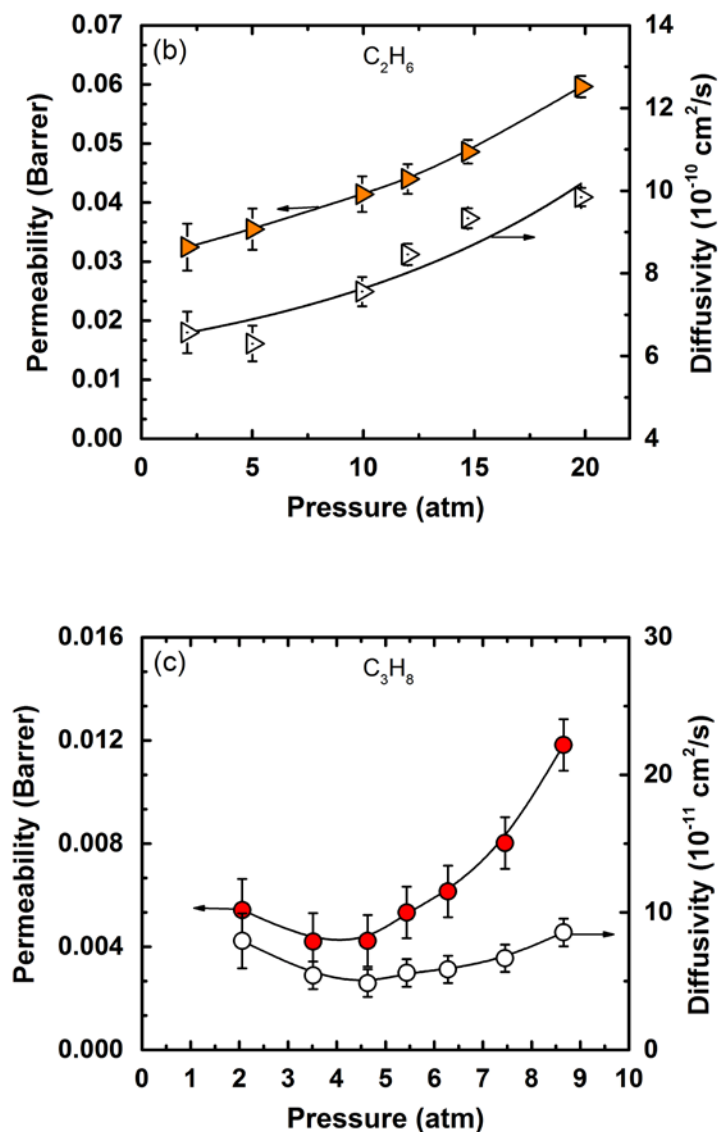 (b)
C₂H₆
Permeability (Barrer)
0.07
0.06
0.05
0.04
0.03
0.02
0.01
0.00
14
12
10
8
6
4
Diffusivity (10⁻¹⁰ cm²/s)
0 5 10 15 20
Pressure (atm)
(c)
C₃H₈
Permeability (Barrer)
0.016
0.012
0.008
0.004
0.000
30
20
10
0
Diffusivity (10⁻¹¹ cm²/s)
0 1 2 3 4 5 6 7 8 9 10
Pressure (atm)